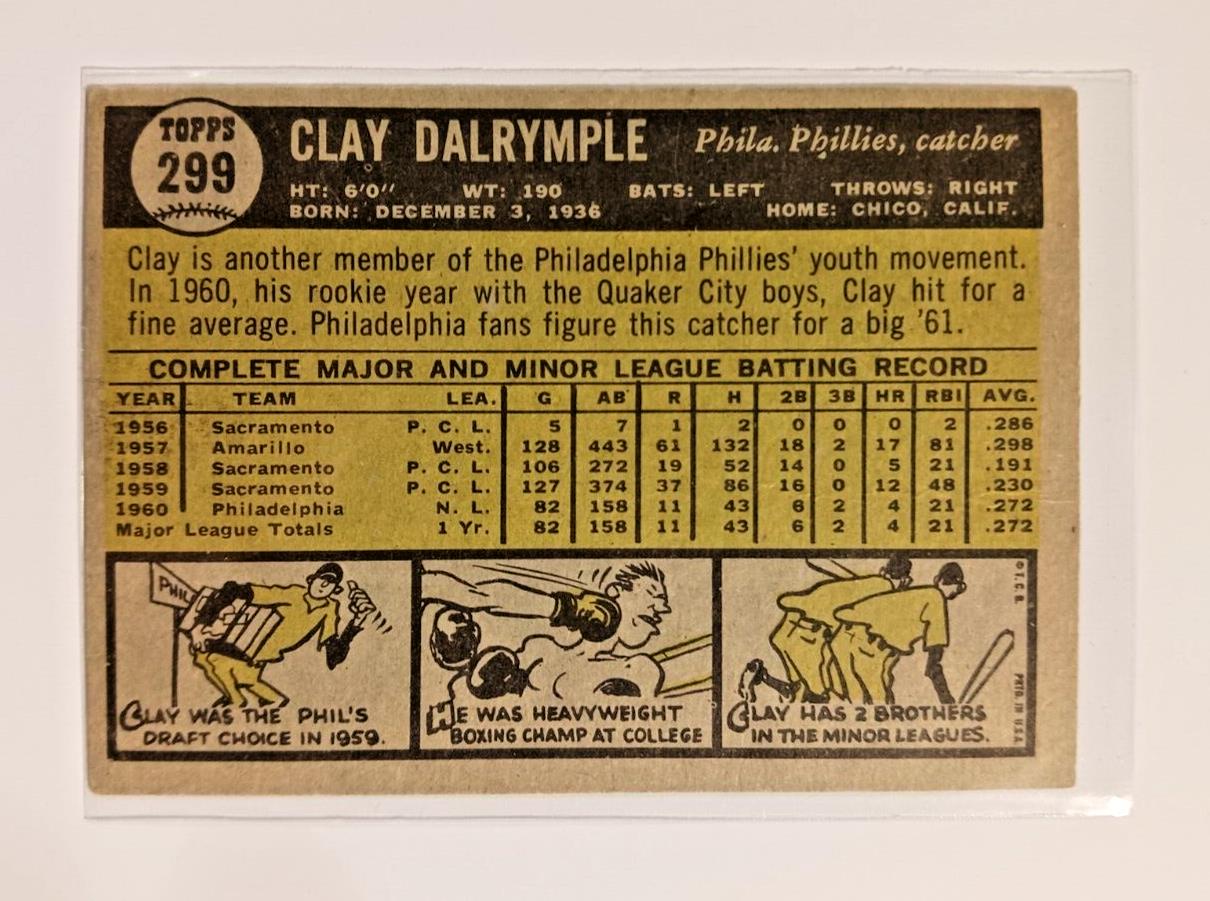 TOPPS
299
CLAY DALRYMPLE Phila. Phillies, catcher
HT: 6'0" WT: 190 BATS: LEFT THROWS: RIGHT
BORN: DECEMBER 3, 1936 HOME: CHICO, CALIF.
Clay is another member of the Philadelphia Phillies' youth movement.
In 1960, his rookie year with the Quaker City boys, Clay hit for a
fine average. Philadelphia fans figure this catcher for a big '61.
COMPLETE MAJOR AND MINOR LEAGUE BATTING RECORD
YEAR TEAM LEA. G AB R H 2B 3B HR RBI AVG.
1956 Sacramento P. C. L. 5 7 1 2 0 0 0 2 .286
1957 Amarillo West. 128 443 61 132 18 2 17 81 .298
1958 Sacramento P. C. L. 106 272 19 52 14 0 5 21 .191
1959 Sacramento P. C. L. 127 374 37 86 16 0 12 48 .230
1960 Philadelphia N. L. 82 158 11 43 6 2 4 21 .272
Major League Totals 1 Yr. 82 158 11 43 6 2 4 21 .272
PHIL
CLAY WAS THE PHIL'S
DRAFT CHOICE IN 1959.
HE WAS HEAVYWEIGHT
BOXING CHAMP AT COLLEGE
CLAY HAS 2 BROTHERS
IN THE MINOR LEAGUES.
© T. C. G.
PRTD. IN U.S.A.